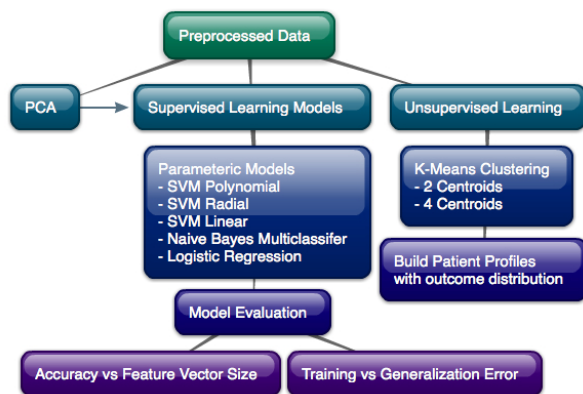 Preprocessed Data
PCA
Supervised Learning Models
Unsupervised Learning
Parameteric Models
- SVM Polynomial
- SVM Radial
- SVM Linear
- Naive Bayes Multiclassifer
- Logistic Regression
K-Means Clustering
- 2 Centroids
- 4 Centroids
Build Patient Profiles
with outcome distribution
Model Evaluation
Accuracy vs Feature Vector Size
Training vs Generalization Error